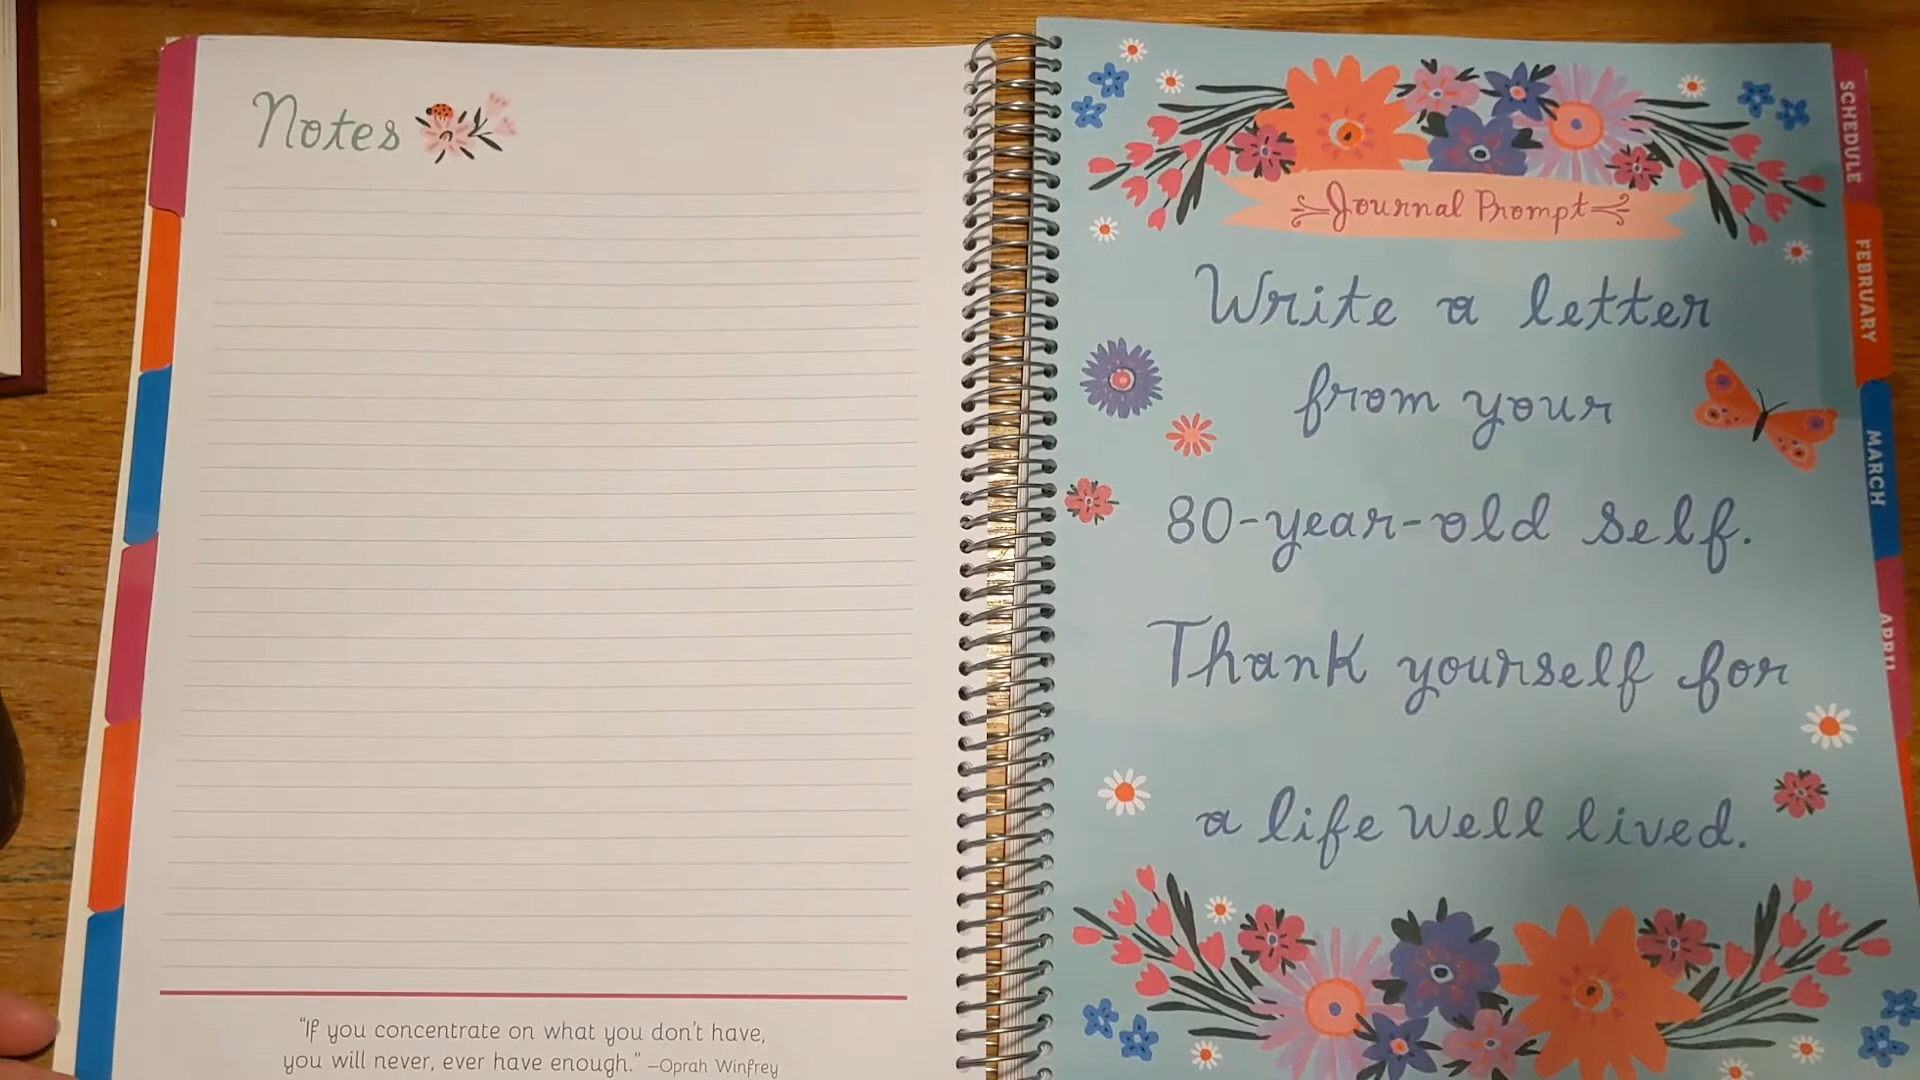 Notes
"If you concentrate on what you don't have,
you will never, ever have enough." –Oprah Winfrey
Journal Prompt
Write a letter
from your
80-year-old self.
Thank yourself for
a life well lived.
SCHEDULE
FEBRUARY
MARCH
APRIL